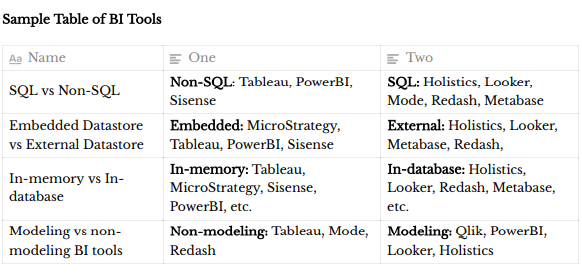 Sample Table of BI Tools
Aa Name
One
Two
SQL vs Non-SQL
Non-SQL: Tableau, PowerBI,
Sisense
SQL: Holistics, Looker,
Mode, Redash, Metabase
Embedded Datastore
vs External Datastore
Embedded: MicroStrategy,
Tableau, PowerBI, Sisense
External: Holistics, Looker,
Metabase, Redash,
In-memory vs In-
database
In-memory: Tableau,
MicroStrategy, Sisense,
PowerBI, etc.
In-database: Holistics,
Looker, Redash, Metabase,
etc.
Modeling vs non-
modeling BI tools
Non-modeling: Tableau, Mode,
Redash
Modeling: Qlik, PowerBI,
Looker, Holistics